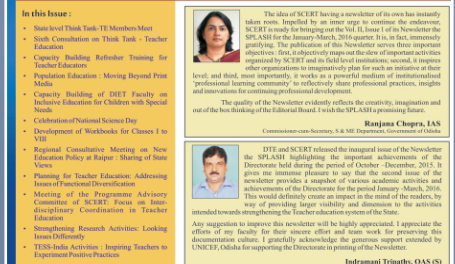 In this Issue :
• State level Think Tank-TE Members Meet
• Sixth Consultation on Think Tank - Teacher
Education
• Capacity Building Refresher Training for
Teacher Educators
• Population Education : Moving Beyond Print
Media
• Capacity Building of DIET Faculty on
Inclusive Education for Children with Special
Needs
• Celebration of National Science Day
• Development of Workbooks for Classes I to
VIII
• Regional Consultative Meeting on New
Education Policy at Raipur : Sharing of State
Views
• Planning for Teacher Education: Addressing
Issues of Functional Diversification
• Meeting of the Programme Advisory
Committee of SCERT: Focus on Inter-
disciplinary Coordination in Teacher
Education
• Strengthening Research Activities: Looking
Issues Differently
• TESS-India Activities : Inspiring Teachers to
Experiment Positive Practices
The idea of SCERT having a newsletter of its own has instantly
taken roots. Impelled by an inner urge to continue the endeavour,
SCERT is ready for bringing out the Vol. II, Issue 1 of its Newsletter the
SPLASH for the January-March, 2016 quarter. It is, in fact, immensely
gratifying. The publication of this Newsletter serves three important
objectives : first, it objectively maps out the slew of important activities
organized by SCERT and its field level institutions; second, it inspires
other organizations to imaginatively plan for such an initiative at their
level; and third, most importantly, it works as a powerful medium of institutionalised
'professional learning community' to reflectively share professional practices, insights
and innovations for continuing professional development.
The quality of the Newsletter evidently reflects the creativity, imagination and
out of the box thinking of the Editorial Board. I wish the SPLASH a promising future.
Ranjana Chopra, IAS
Commissioner-cum-Secretary, S & ME Department, Government of Odisha
DTE and SCERT released the inaugural issue of the Newsletter
the SPLASH highlighting the important achievements of the
Directorate held during the period of October –December, 2015. It
gives me immense pleasure to say that the second issue of the
newsletter provides a snapshot of various academic activities and
achievements of the Directorate for the period January –March, 2016.
This would definitely create an impact in the mind of the readers, by
way of providing larger visibility and dimension to the activities
intended towards strengthening the Teacher education system of the State.
Any suggestion to improve this newsletter will be highly appreciated. I appreciate the
efforts of my faculty for their sincere effort and team work for preserving this
documentation culture. I gratefully acknowledge the generous support extended by
UNICEF, Odisha for supporting the Directorate in printing of the Newsletter.
Indramani Tripathy, OAS (S)